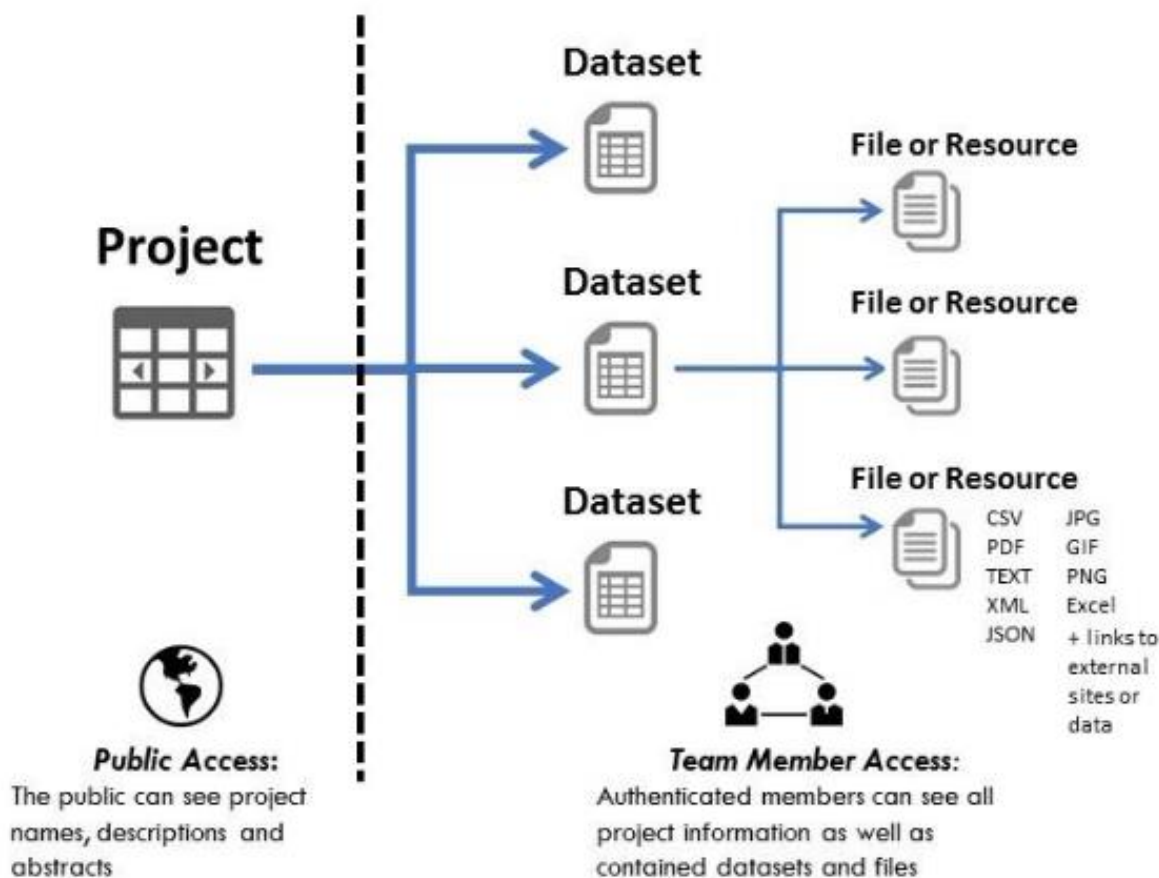 Dataset
File or Resource
Project
Dataset
File or Resource
File or Resource
Dataset
CSV JPG
PDF GIF
TEXT PNG
XML Excel
JSON + links to
external
sites or
data
Public Access:
The public can see project
names, descriptions and
abstracts
Team Member Access:
Authenticated members can see all
project information as well as
contained datasets and files